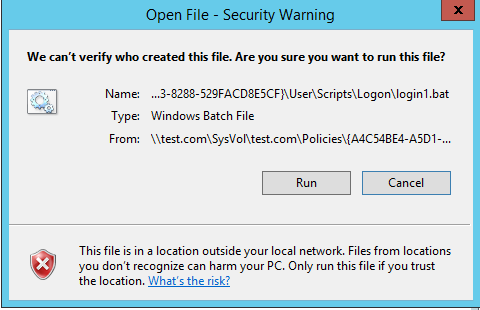 Open File - Security Warning
We can't verify who created this file. Are you sure you want to run this file?
Name: ...3-8288-529FACD8E5CF}\User\Scripts\Logon\login1.bat
Type: Windows Batch File
From: \\test.com\SysVol\test.com\Policies\{A4C54BE4-A5D1-...
Run Cancel
This file is in a location outside your local network. Files from locations
you don't recognize can harm your PC. Only run this file if you trust
the location. What's the risk?